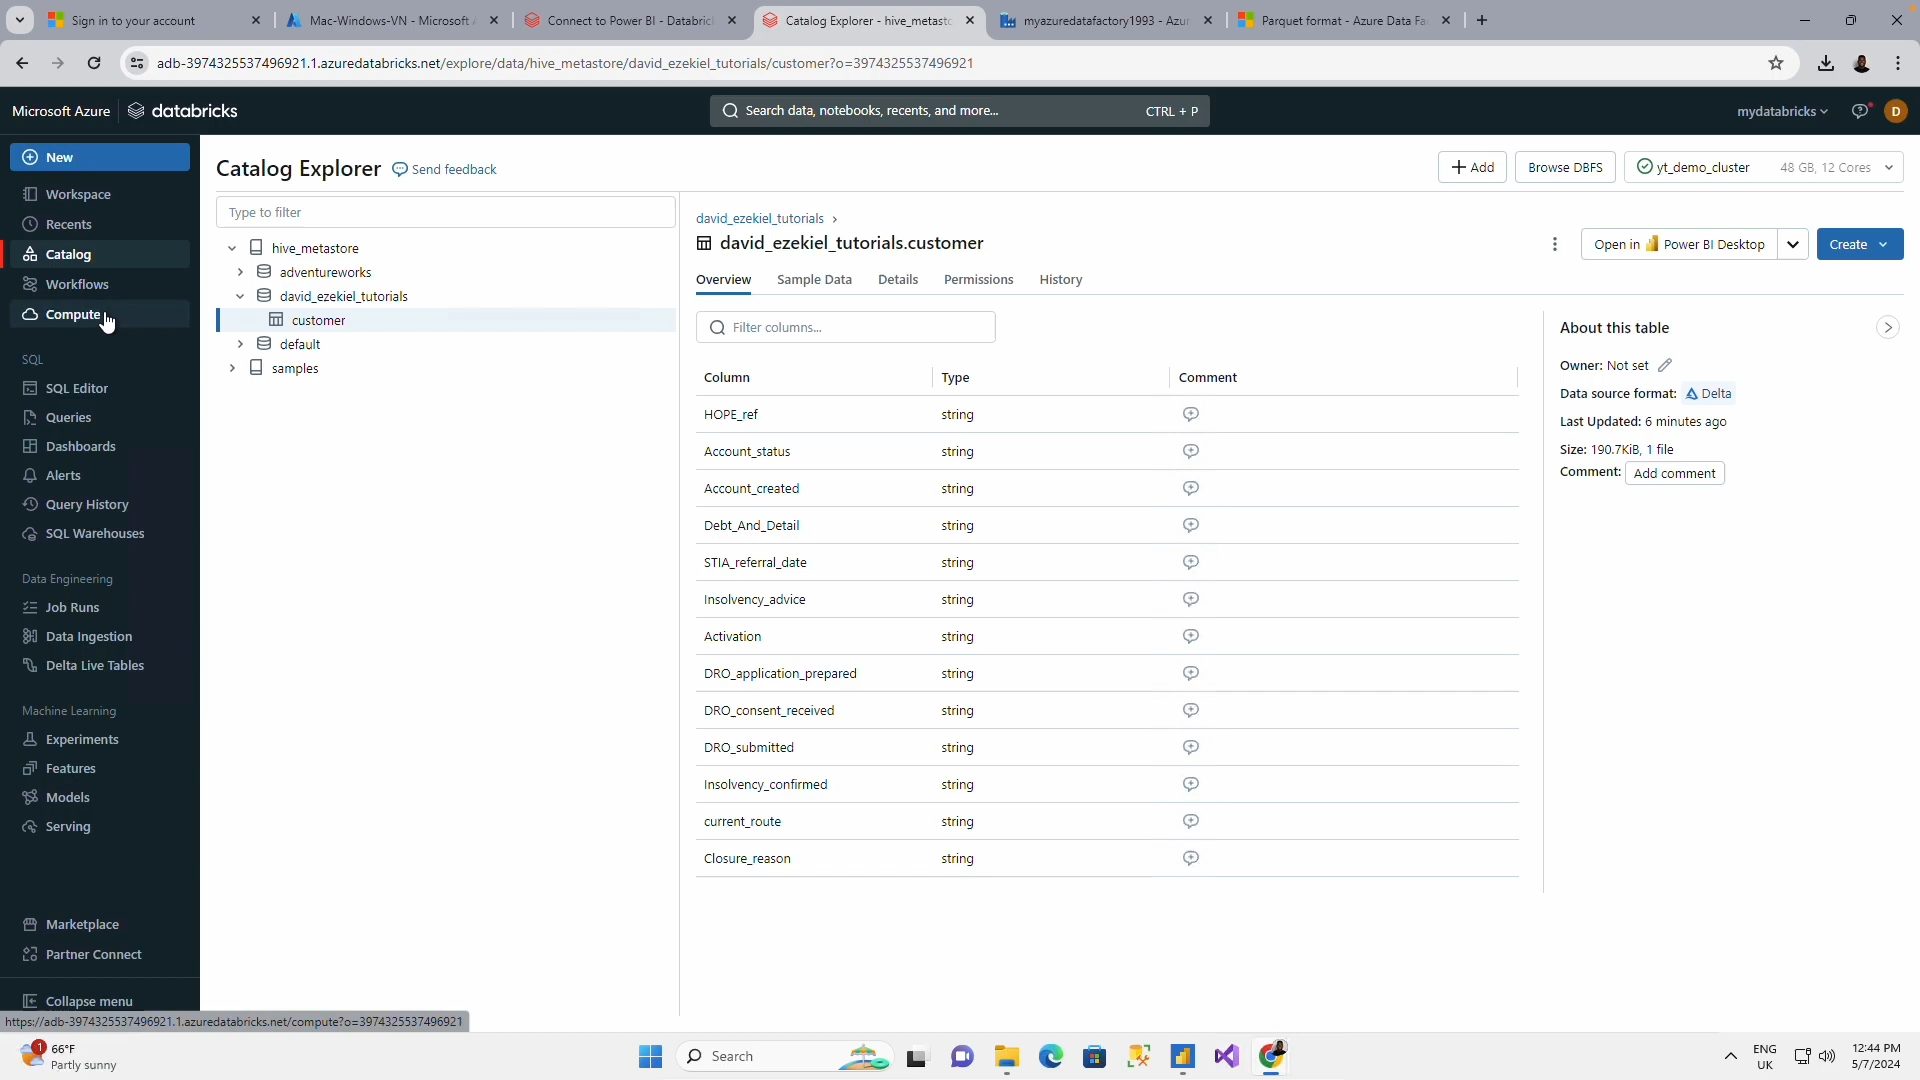 Sign in to your account
Mac-Windows-VN - Microsoft A
Connect to Power BI - Databric
Catalog Explorer - hive_metasto
myazuredatafactory1993 - Azur
Parquet format - Azure Data Fa
adb-3974325537496921.1.azuredatabricks.net/explore/data/hive_metastore/david_ezekiel_tutorials/customer?o=3974325537496921
Microsoft Azure
databricks
Search data, notebooks, recents, and more...
CTRL + P
mydatabricks
D
New
Workspace
Recents
Catalog
Workflows
Compute
SQL
SQL Editor
Queries
Dashboards
Alerts
Query History
SQL Warehouses
Data Engineering
Job Runs
Data Ingestion
Delta Live Tables
Machine Learning
Experiments
Features
Models
Serving
Marketplace
Partner Connect
Collapse menu
https://adb-3974325537496921.1.azuredatabricks.net/compute?o=3974325537496921
Catalog Explorer
Send feedback
Add
Browse DBFS
yt_demo_cluster
48 GB, 12 Cores
Type to filter
hive_metastore
adventureworks
david_ezekiel_tutorials
customer
default
samples
david_ezekiel_tutorials
david_ezekiel_tutorials.customer
Open in Power BI Desktop
Create
Overview
Sample Data
Details
Permissions
History
Filter columns...
Column Type Comment
HOPE_ref string
Account_status string
Account_created string
Debt_And_Detail string
STIA_referral_date string
Insolvency_advice string
Activation string
DRO_application_prepared string
DRO_consent_received string
DRO_submitted string
Insolvency_confirmed string
current_route string
Closure_reason string
About this table
Owner: Not set
Data source format: Delta
Last Updated: 6 minutes ago
Size: 190.7KiB, 1 file
Comment: Add comment
1
66°F
Partly sunny
Search
ENG
UK
12:44 PM
5/7/2024